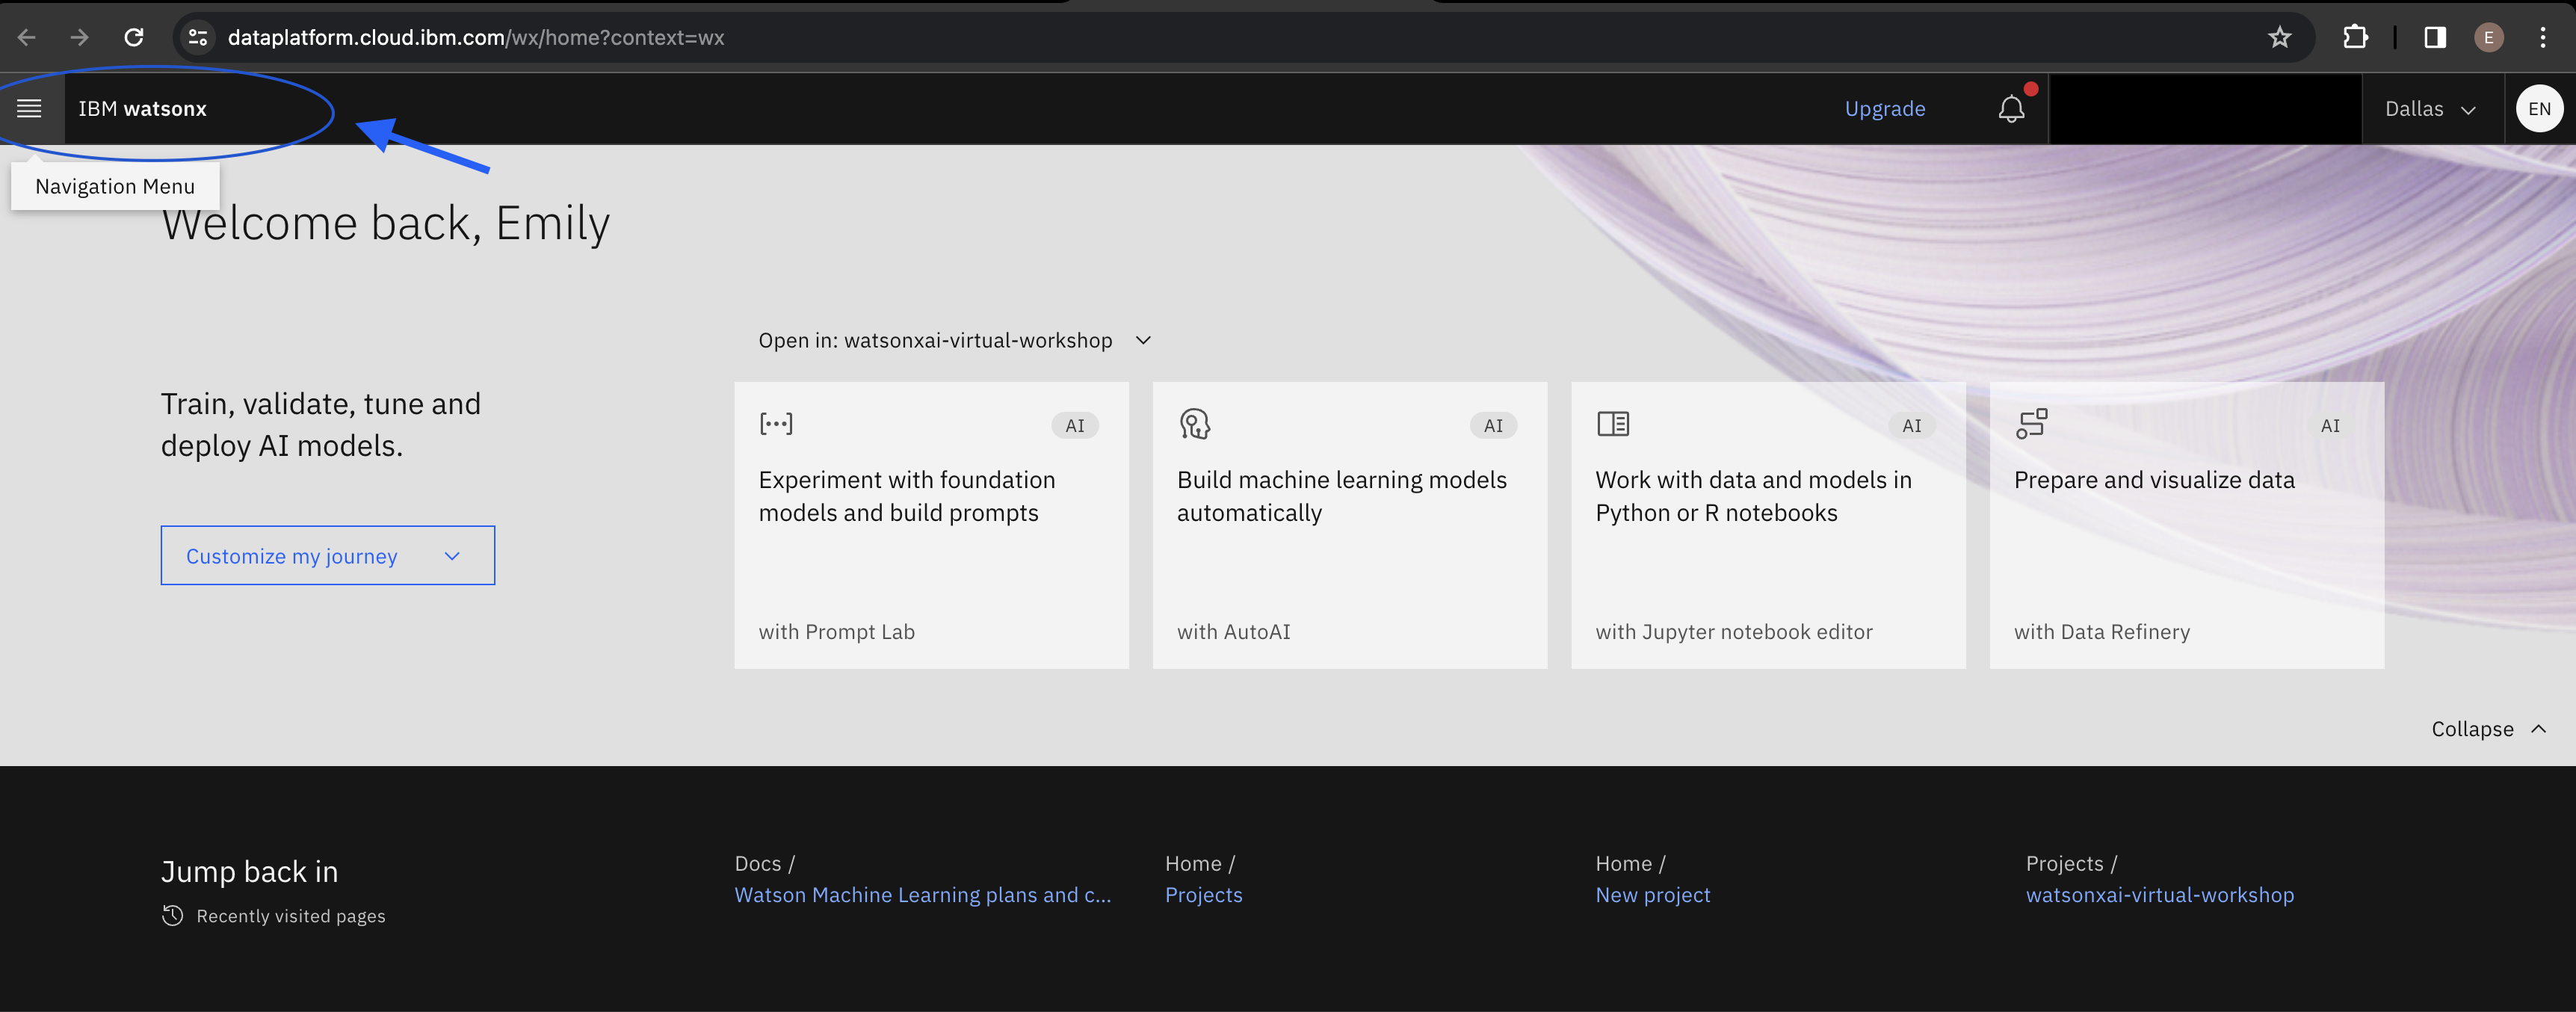 dataplatform.cloud.ibm.com/wx/home?context=wx
E
IBM watsonx
Upgrade
Dallas
EN
Navigation Menu
Welcome back, Emily
Open in: watsonxai-virtual-workshop
Train, validate, tune and
deploy AI models.
Customize my journey
AI
Experiment with foundation
models and build prompts
with Prompt Lab
AI
Build machine learning models
automatically
with AutoAI
AI
Work with data and models in
Python or R notebooks
with Jupyter notebook editor
AI
Prepare and visualize data
with Data Refinery
Collapse
Jump back in
Recently visited pages
Docs /
Watson Machine Learning plans and c...
Home /
Projects
Home /
New project
Projects /
watsonxai-virtual-workshop